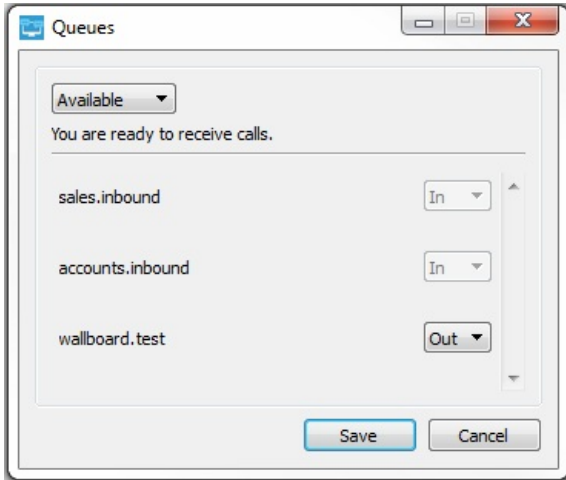 Queues
Available
You are ready to receive calls.
sales.inbound In
accounts.inbound In
wallboard.test Out
Save Cancel